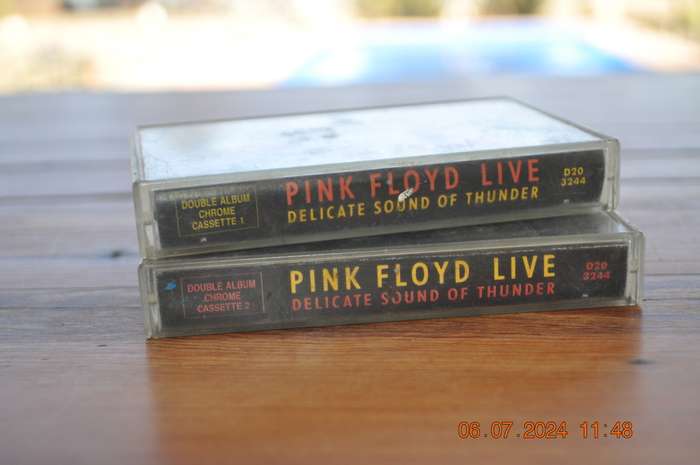 DOUBLE ALBUM
CHROME
CASSETTE 1
PINK FLOYD LIVE
DELICATE SOUND OF THUNDER
D20
3244
DOUBLE ALBUM
CHROME
CASSETTE 2
PINK FLOYD LIVE
DELICATE SOUND OF THUNDER
D20
3244
06.07.2024 11:48